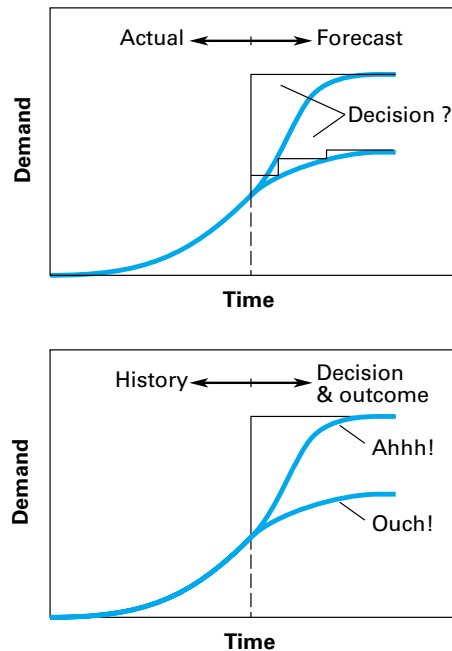 Actual
Forecast
Decision ?
Demand
Time
History
Decision
& outcome
Ahhh!
Ouch!
Demand
Time